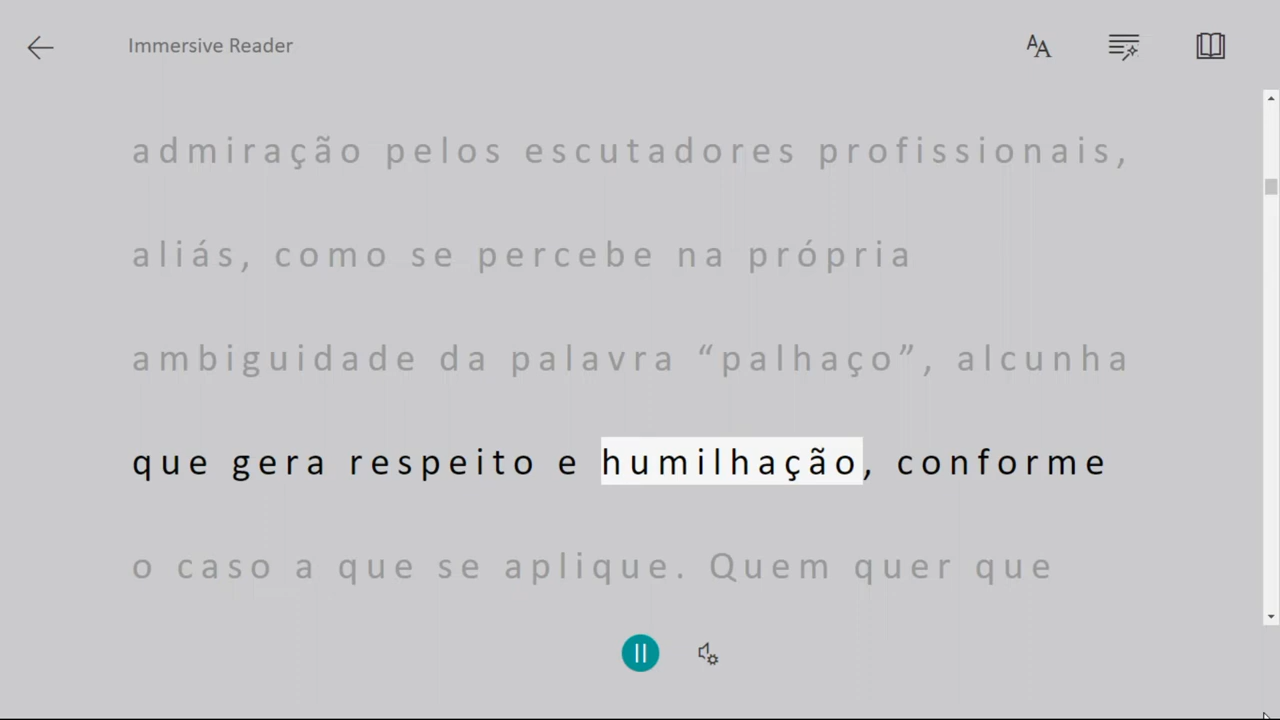 Immersive Reader
admiração pelos escutadores profissionais,
aliás, como se percebe na própria
ambiguidade da palavra “palhaço”, alcunha
que gera respeito e humilhação, conforme
o caso a que se aplique. Quem quer que